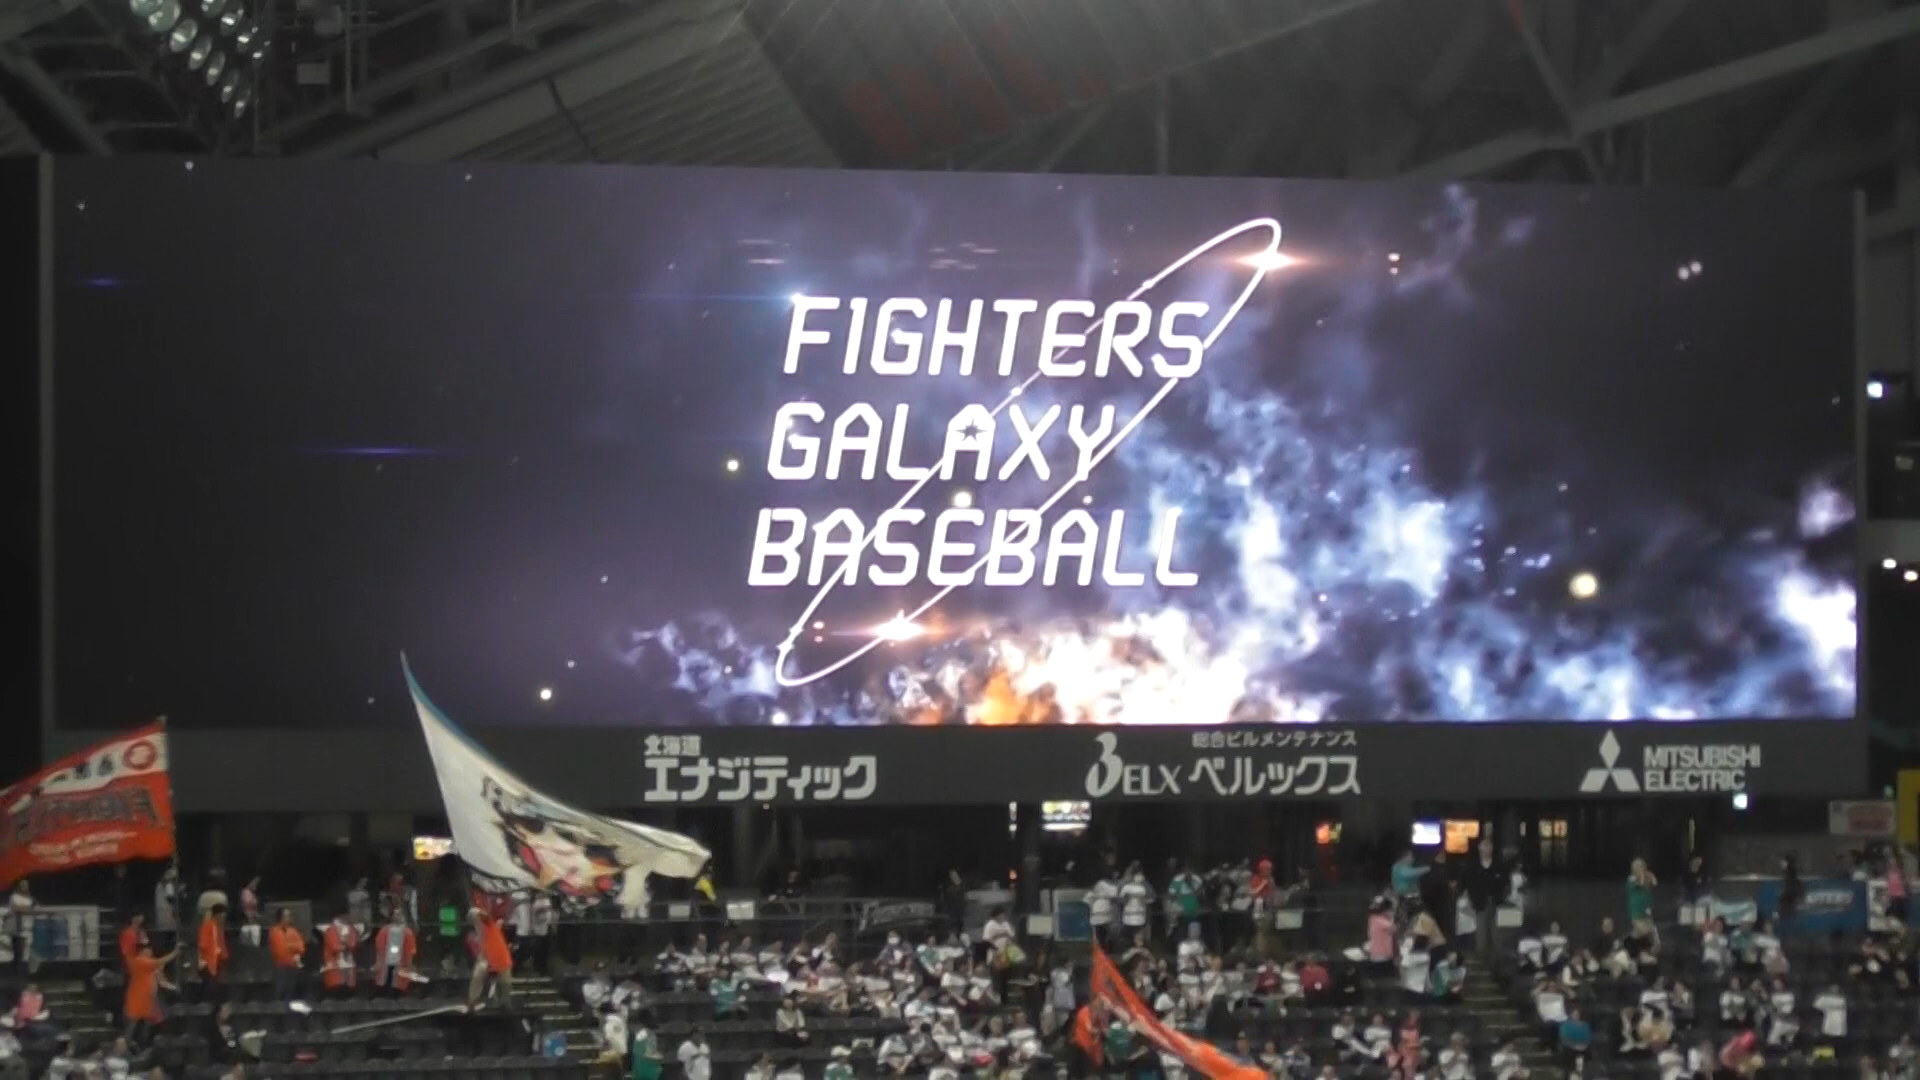 FIGHTERS
GALAXY
BASEBALL
北海道
エナジティック
総合ビルメンテナンス
BELX ベルックス
MITSUBISHI
ELECTRIC